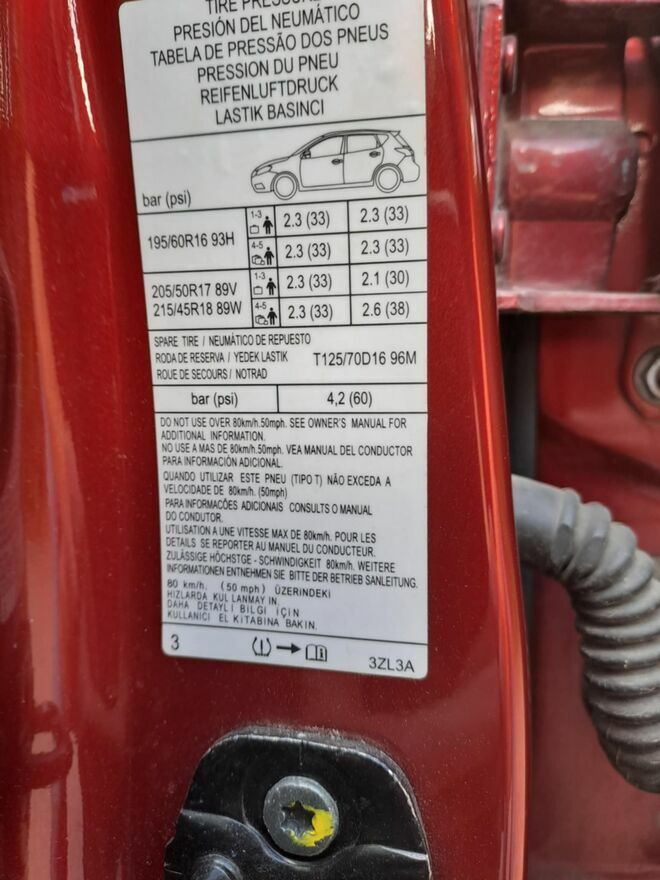 TIRE PRESSURE
PRESIÓN DEL NEUMÁTICO
TABELA DE PRESSÃO DOS PNEUS
PRESSION DU PNEU
REIFENLUFTDRUCK
LASTIK BASINCI
bar (psi)
195/60R16 93H 1-3 2.3 (33) 2.3 (33)
4-5 2.3 (33) 2.3 (33)
205/50R17 89V 1-3 2.3 (33) 2.1 (30)
215/45R18 89W 4-5 2.3 (33) 2.6 (38)
SPARE TIRE / NEUMÁTICO DE REPUESTO
RODA DE RESERVA / YEDEK LASTIK T125/70D16 96M
ROUE DE SECOURS / NOTRAD
bar (psi) 4,2 (60)
DO NOT USE OVER 80km/h.50mph. SEE OWNER'S MANUAL FOR
ADDITIONAL INFORMATION.
NO USE A MAS DE 80km/h.50mph. VEA MANUAL DEL CONDUCTOR
PARA INFORMACIÓN ADICIONAL.
QUANDO UTILIZAR ESTE PNEU (TIPO T) NÃO EXCEDA A
VELOCIDADE DE 80km/h. (50mph)
PARA INFORMAÇÕES ADICIONAIS CONSULTS O MANUAL
DO CONDUTOR.
UTILISATION A UNE VITESSE MAX DE 80km/h. POUR LES
DETAILS SE REPORTER AU MANUEL DU CONDUCTEUR.
ZULÄSSIGE HÖCHSTGE - SCHWINDIGKEIT 80km/h. WEITERE
INFORMATIONEN ENTNEHMEN SIE BITTE DER BETRIEB SANLEITUNG.
80 km/h. (50 mph) ÜZERINDEKI
HIZLARDA KULLANMAYIN.
DAHA DETAYLI BILGI IÇIN
KULLANICI EL KITABINA BAKIN.
3 3ZL3A